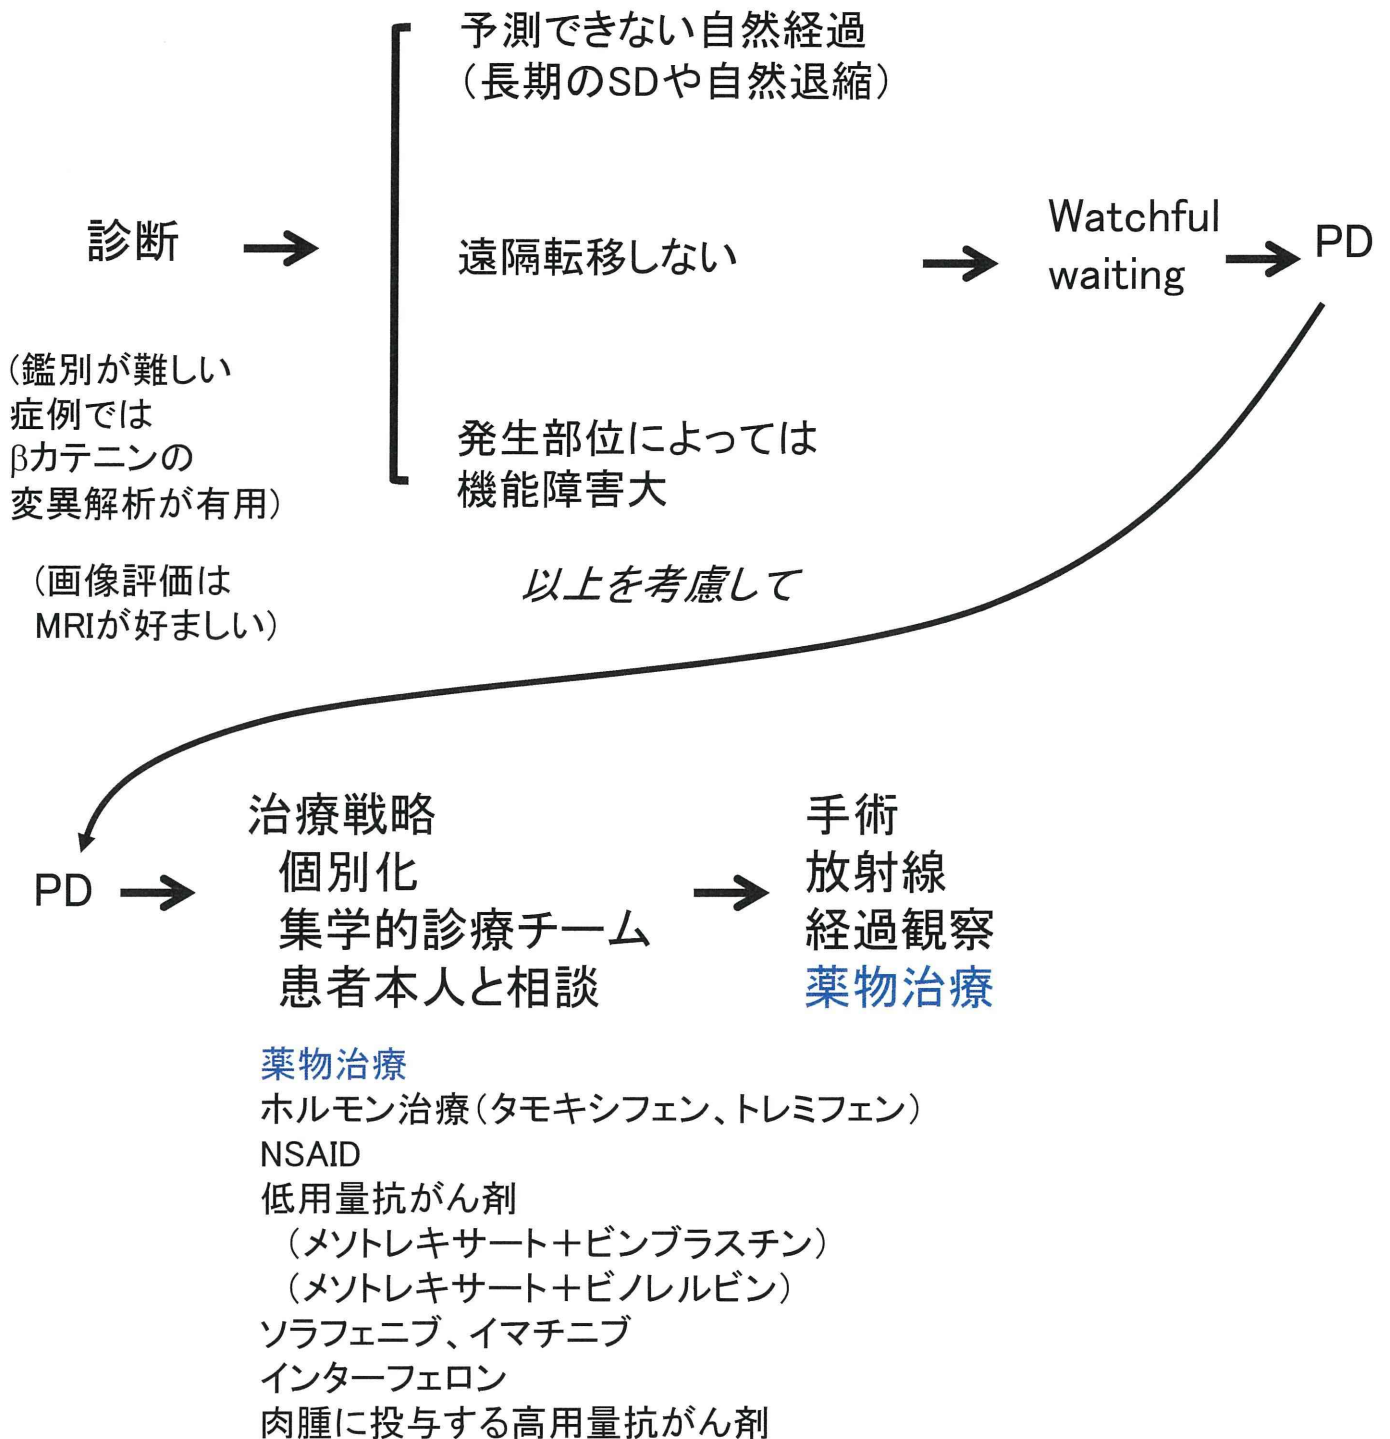 予測できない自然経過
（長期のSDや自然退縮）
診断
遠隔転移しない
Watchful
waiting
PD
（鑑別が難しい
症例では
βカテニンの
変異解析が有用）
発生部位によっては
機能障害大
（画像評価は
MRIが好ましい）
以上を考慮して
PD
治療戦略
個別化
集学的診療チーム
患者本人と相談
手術
放射線
経過観察
薬物治療
薬物治療
ホルモン治療（タモキシフェン、トレミフェン）
NSAID
低用量抗がん剤
（メソトレキサート＋ビンブラスチン）
（メソトレキサート＋ビノレルビン）
ソラフェニブ、イマチニブ
インターフェロン
肉腫に投与する高用量抗がん剤